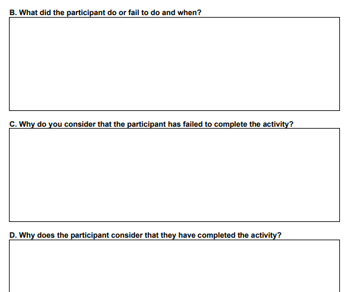 B. What did the participant do or fail to do and when?
C. Why do you consider that the participant has failed to complete the activity?
D. Why does the participant consider that they have completed the activity?